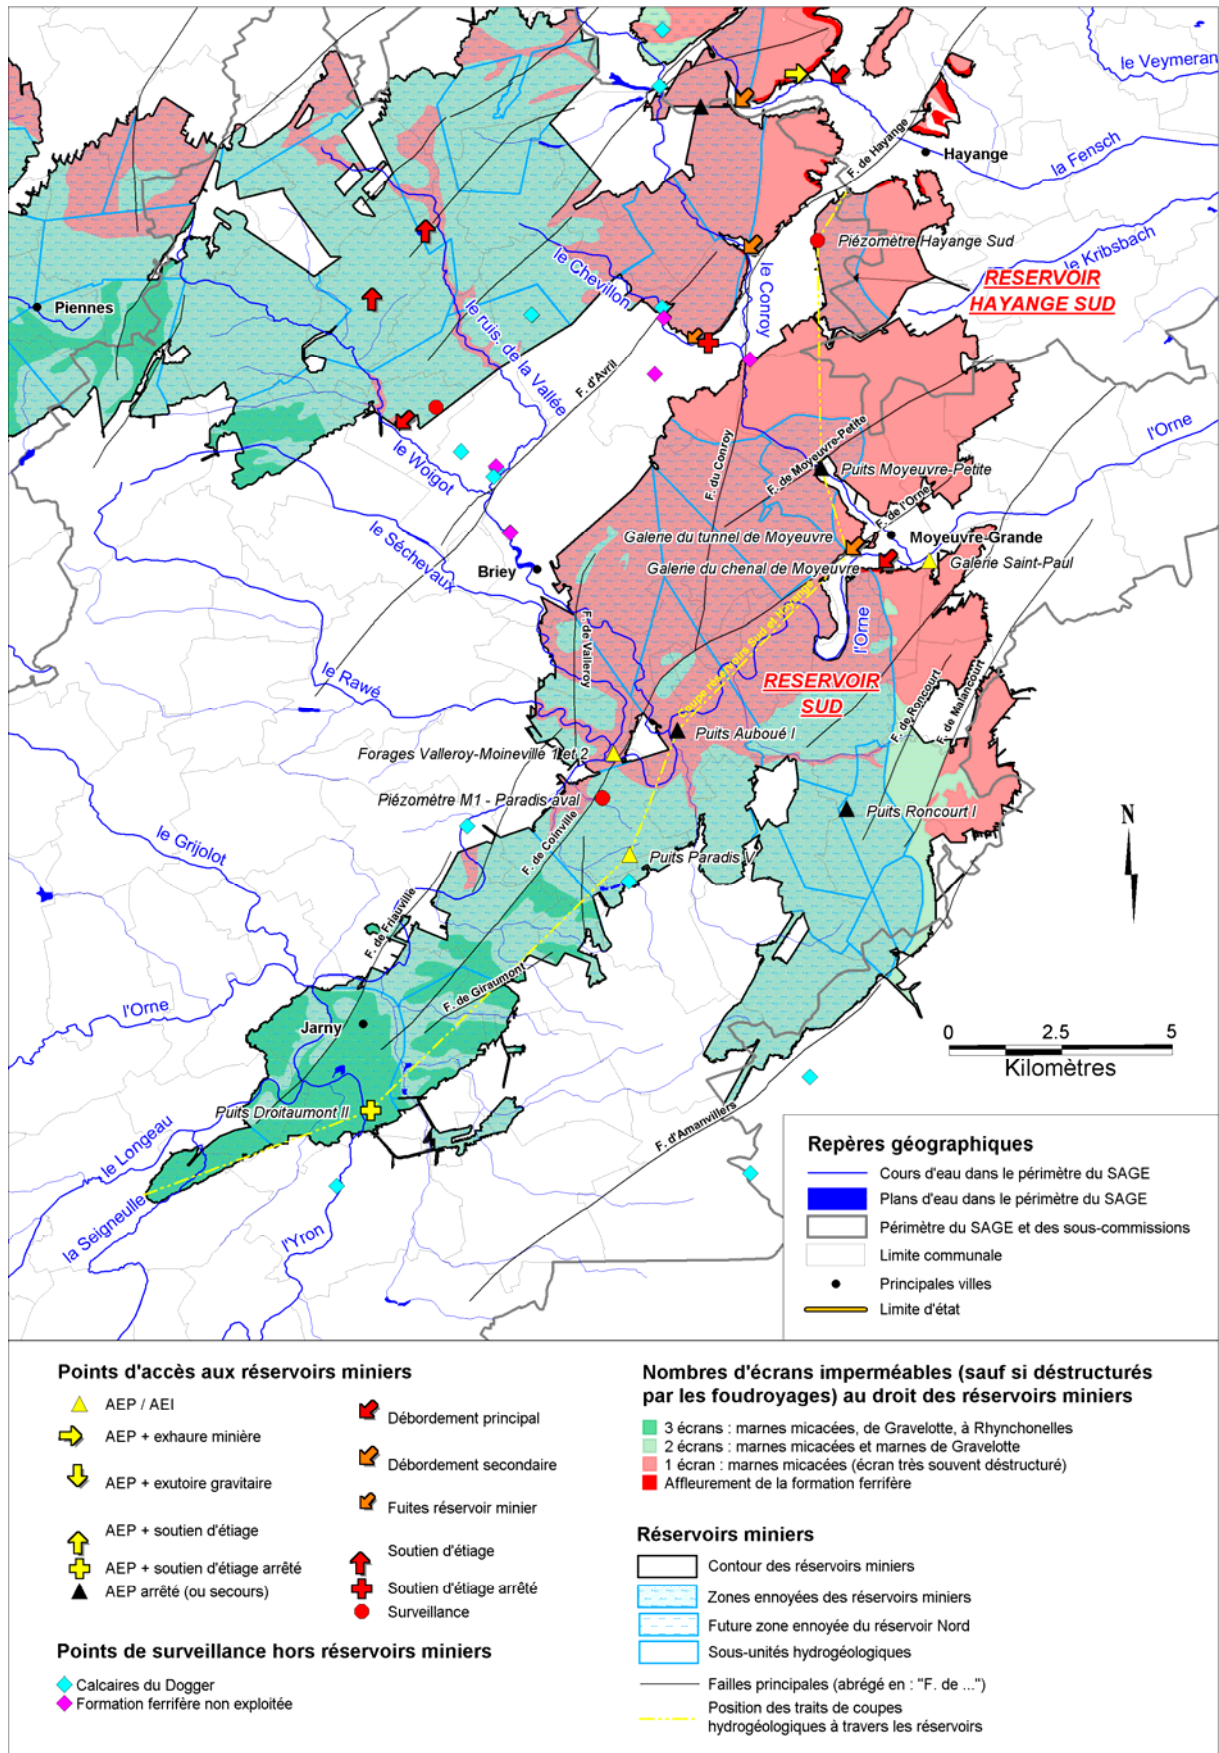 le Veymeran
F. de Hayange
Hayange
la Fensch
Piézomètre Hayange Sud
le Kribsbach
RESERVOIR
HAYANGE SUD
le Chevillon
le Conroy
Piennes
le ruis. de la Vallée
F. d'Avril
l'Orne
le Woigot
F. du Conroy
F. de Moyeuvre-Petite
Puits Moyeuvre-Petite
F. de l'Orne
le Séchevaux
Galerie du tunnel de Moyeuvre
Moyeuvre-Grande
Briey
Galerie du chenal de Moyeuvre
Galerie Saint-Paul
F. de Valleroy
Coupe Réservoirs Sud et Hayange
l'Orne
le Rawé
RESERVOIR
SUD
F. de Roncourt
F. de Malancourt
Puits Auboué I
Forages Valleroy-Moineville 1 et 2
Piézomètre M1 - Paradis aval
Puits Roncourt I
N
le Grijolot
F. de Coinville
Puits Paradis V
F. de Friauville
F. de Giraumont
l'Orne
Jarny
0 2.5 5
Kilomètres
Puits Droitaumont II
F. d'Amanvillers
le Longeau
la Seigneulle
l'Yron
Repères géographiques
Cours d'eau dans le périmètre du SAGE
Plans d'eau dans le périmètre du SAGE
Périmètre du SAGE et des sous-commissions
Limite communale
Principales villes
Limite d'état
Points d'accès aux réservoirs miniers
AEP / AEI
AEP + exhaure minière
AEP + exutoire gravitaire
AEP + soutien d'étiage
AEP + soutien d'étiage arrêté
AEP arrêté (ou secours)
Débordement principal
Débordement secondaire
Fuites réservoir minier
Soutien d'étiage
Soutien d'étiage arrêté
Surveillance
Points de surveillance hors réservoirs miniers
Calcaires du Dogger
Formation ferrifère non exploitée
Nombres d'écrans imperméables (sauf si déstructurés
par les foudroyages) au droit des réservoirs miniers
3 écrans : marnes micacées, de Gravelotte, à Rhynchonelles
2 écrans : marnes micacées et marnes de Gravelotte
1 écran : marnes micacées (écran très souvent déstructuré)
Affleurement de la formation ferrifère
Réservoirs miniers
Contour des réservoirs miniers
Zones ennoyées des réservoirs miniers
Future zone ennoyée du réservoir Nord
Sous-unités hydrogéologiques
Failles principales (abrégé en : "F. de ...")
Position des traits de coupes
hydrogéologiques à travers les réservoirs